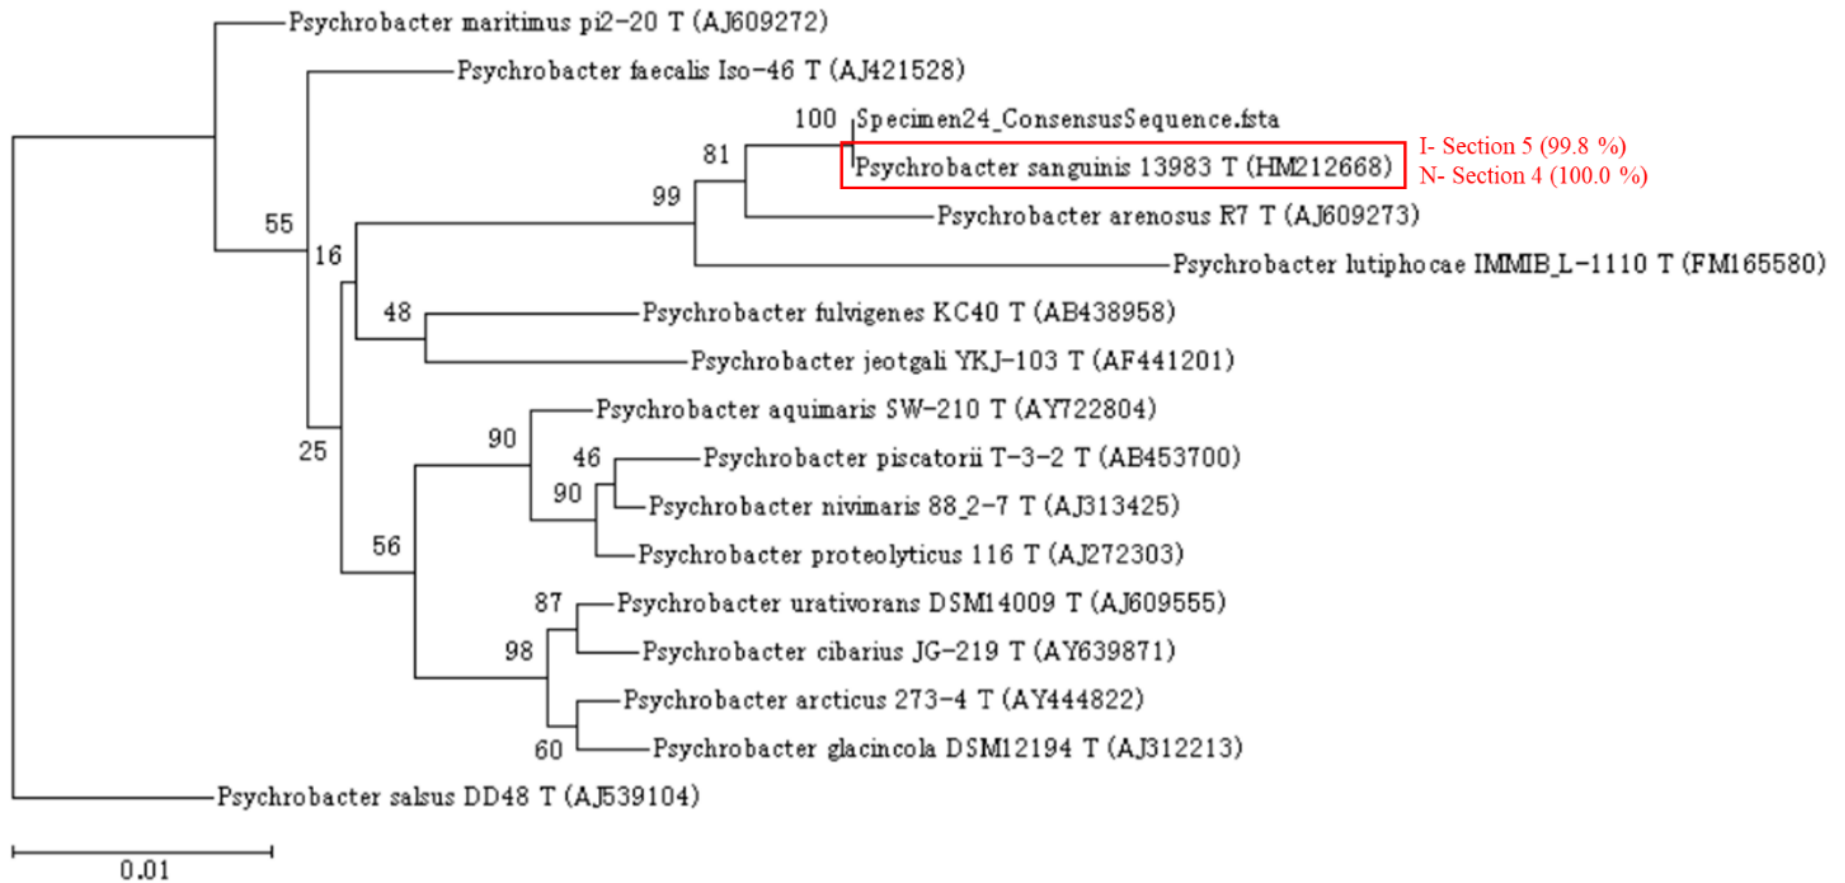 Psychrobacter maritimus pi2-20 T (AJ609272)
Psychrobacter faecalis Iso-46 T (AJ421528)
100 Specimen24_ConsensusSequence.fsta
I- Section 5 (99.8 %)
81
Psychrobacter sanguinis 13983 T (HM212668)
N- Section 4 (100.0 %)
99
Psychrobacter arenosus R7 T (AJ609273)
55
16
Psychrobacter lutiphocae IMMIB_L-1110 T (FM165580)
48
Psychrobacter fulvigenes KC40 T (AB438958)
Psychrobacter jeotgali YKJ-103 T (AF441201)
Psychrobacter aquimaris SW-210 T (AY722804)
90
25
46
Psychrobacter piscatorii T-3-2 T (AB453700)
90
Psychrobacter nivimaris 88_2-7 T (AJ313425)
56
Psychrobacter proteolyticus 116 T (AJ272303)
87
Psychrobacter urativorans DSM14009 T (AJ609555)
98
Psychrobacter cibarius JG-219 T (AY639871)
Psychrobacter arcticus 273-4 T (AY444822)
60
Psychrobacter glacincola DSM12194 T (AJ312213)
Psychrobacter salsus DD48 T (AJ539104)
0.01